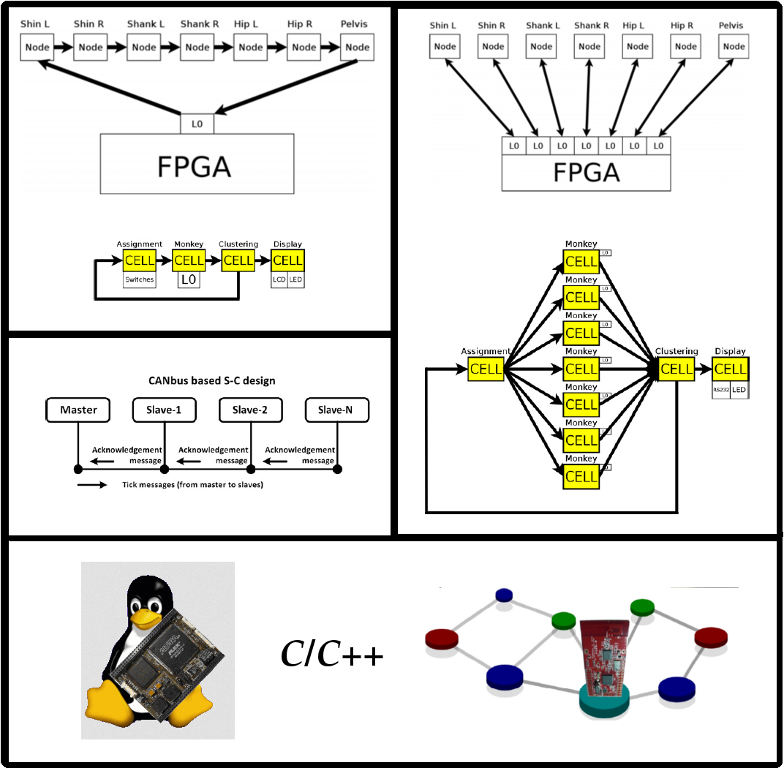 Shin L Shin R Shank L Shank R Hip L Hip R Pelvis
Node Node Node Node Node Node Node
L0
FPGA
Assignment Monkey Clustering Display
CELL CELL CELL CELL
Switches L0 LCD LED
Shin L Shin R Shank L Shank R Hip L Hip R Pelvis
Node Node Node Node Node Node Node
L0 L0 L0 L0 L0 L0 L0
FPGA
Monkey
CELL L0
Monkey
CELL L0
Monkey
CELL L0
Assignment Monkey Clustering Display
CELL CELL L0 CELL CELL
RS232 LED
Monkey
CELL L0
Monkey
CELL L0
Monkey
CELL L0
CANbus based S-C design
Master Slave-1 Slave-2 Slave-N
Acknowledgement Acknowledgement Acknowledgement
message message message
Tick messages (from master to slaves)
C/C++